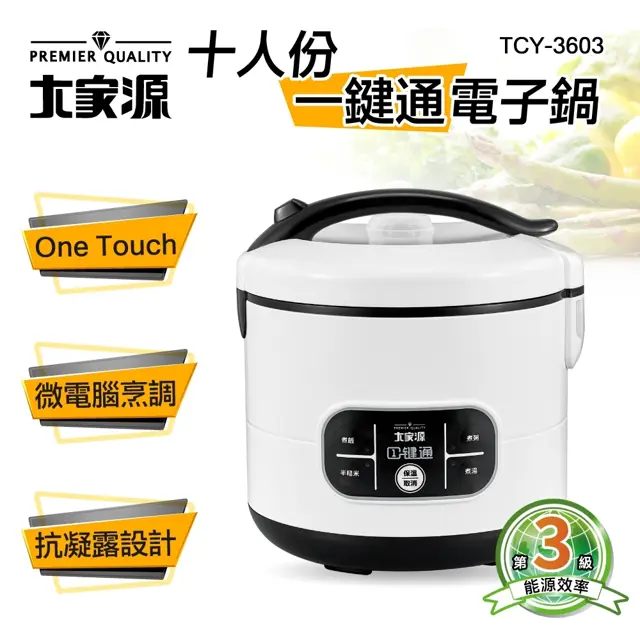 PREMIER QUALITY
大家源
十人份
一鍵通電子鍋
TCY-3603
One Touch
微電腦烹調
抗凝露設計
PREMIER QUALITY
大家源
1鍵通
煮飯
煮粥
半糙米
煮湯
保溫
取消
第3級
能源效率